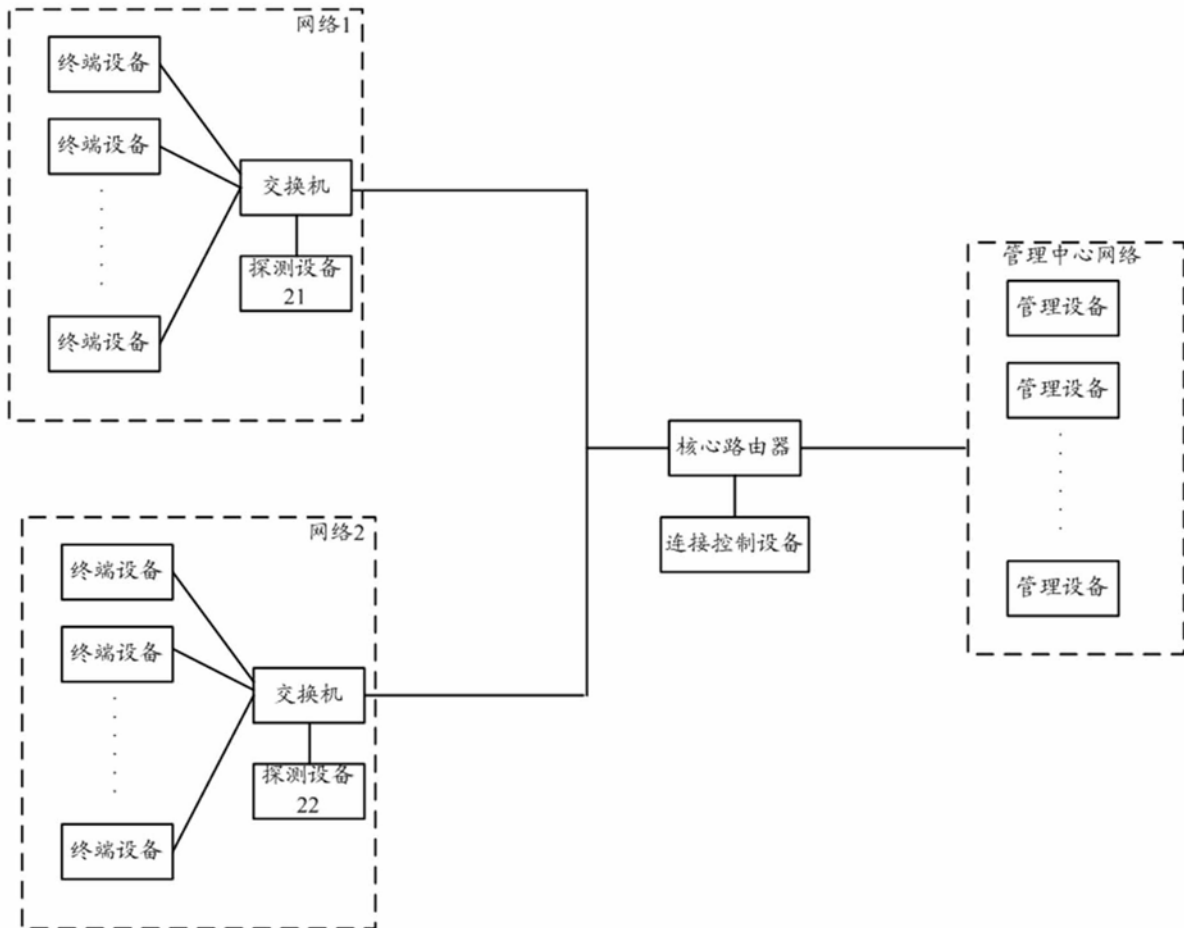 网络1
终端设备
终端设备
终端设备
交换机
探测设备
21
网络2
终端设备
终端设备
终端设备
交换机
探测设备
22
核心路由器
连接控制设备
管理中心网络
管理设备
管理设备
管理设备